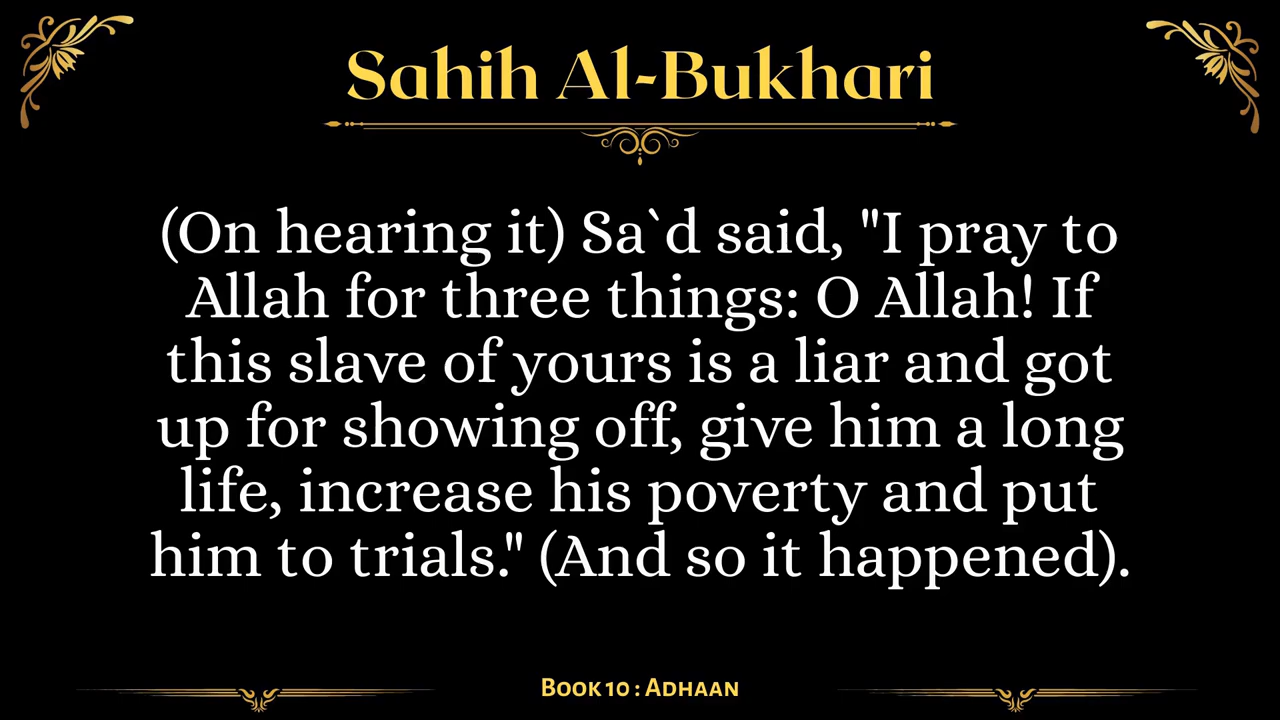 Sahih Al-Bukhari
(On hearing it) Sa`d said, "I pray to
Allah for three things: O Allah! If
this slave of yours is a liar and got
up for showing off, give him a long
life, increase his poverty and put
him to trials." (And so it happened).
Book 10 : Adhaan